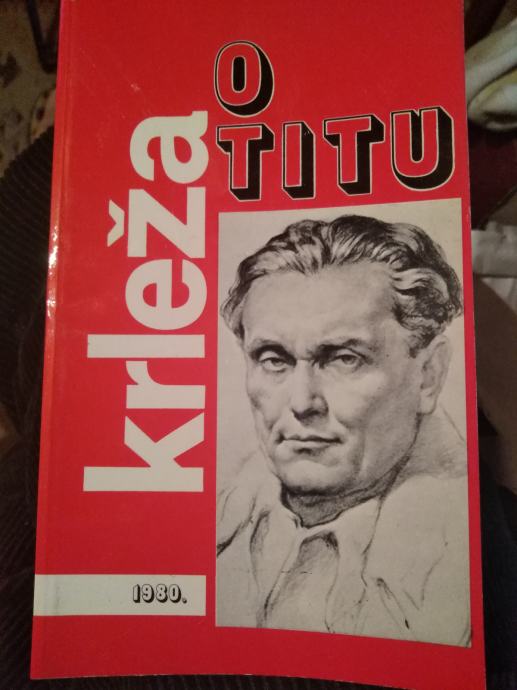 krleža
O
TITU
1980.